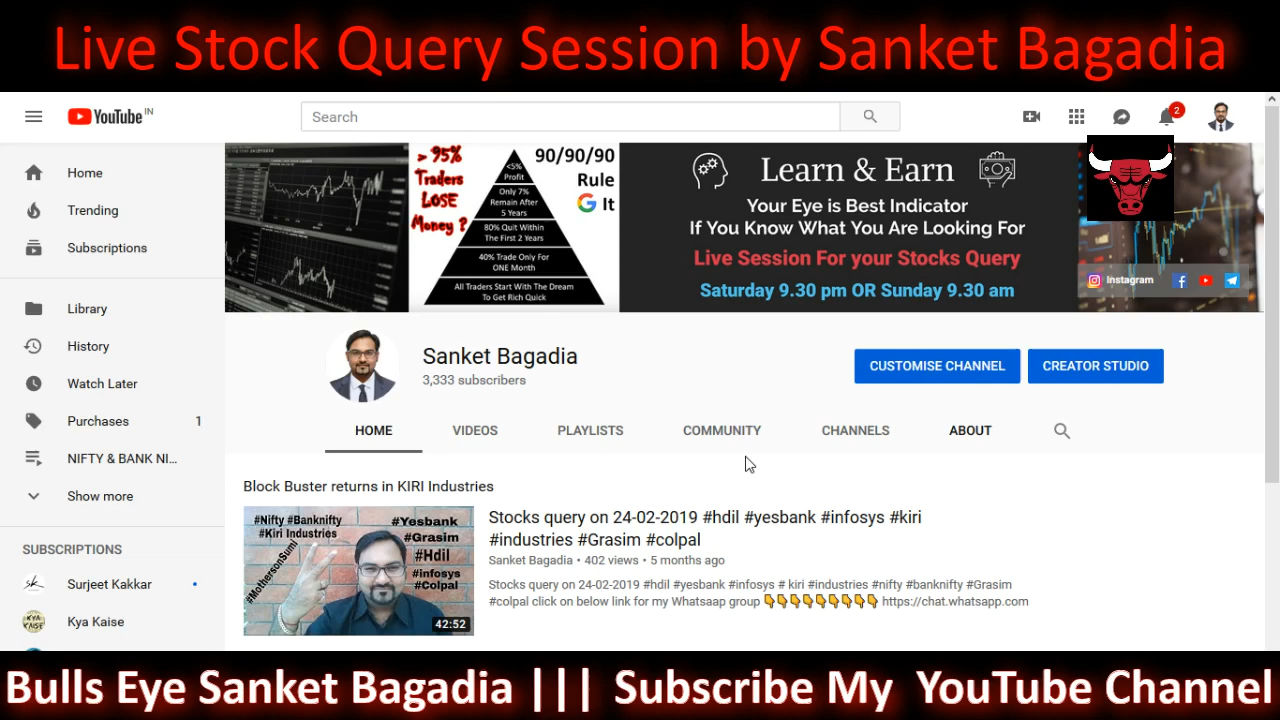 Live Stock Query Session by Sanket Bagadia
YouTube IN
Search
2
Home
Trending
Subscriptions
Library
History
Watch Later
Purchases 1
NIFTY & BANK NI...
Show more
SUBSCRIPTIONS
Surjeet Kakkar
Kya Kaise
> 95%
Traders
LOSE
Money ?
<5%
Profit
Only 7%
Remain After
5 Years
80% Quit Within
The First 2 Years
40% Trade Only For
ONE Month
All Traders Start With The Dream
To Get Rich Quick
90/90/90
Rule
G It
Learn & Earn
Your Eye is Best Indicator
If You Know What You Are Looking For
Live Session For your Stocks Query
Saturday 9.30 pm OR Sunday 9.30 am
Instagram
Sanket Bagadia
3,333 subscribers
CUSTOMISE CHANNEL
CREATOR STUDIO
HOME VIDEOS PLAYLISTS COMMUNITY CHANNELS ABOUT
Block Buster returns in KIRI Industries
#Nifty #Banknifty
#Kiri Industries
#MothersonSumi
#Yesbank
#Grasim
#Hdil
#infosys
#Colpal
42:52
Stocks query on 24-02-2019 #hdil #yesbank #infosys #kiri
#industries #Grasim #colpal
Sanket Bagadia • 402 views • 5 months ago
Stocks query on 24-02-2019 #hdil #yesbank #infosys # kiri #industries #nifty #banknifty #Grasim
#colpal click on below link for my Whatsaap group 👇👇👇👇👇👇👇👇👇 https://chat.whatsapp.com
Bulls Eye Sanket Bagadia ||| Subscribe My YouTube Channel